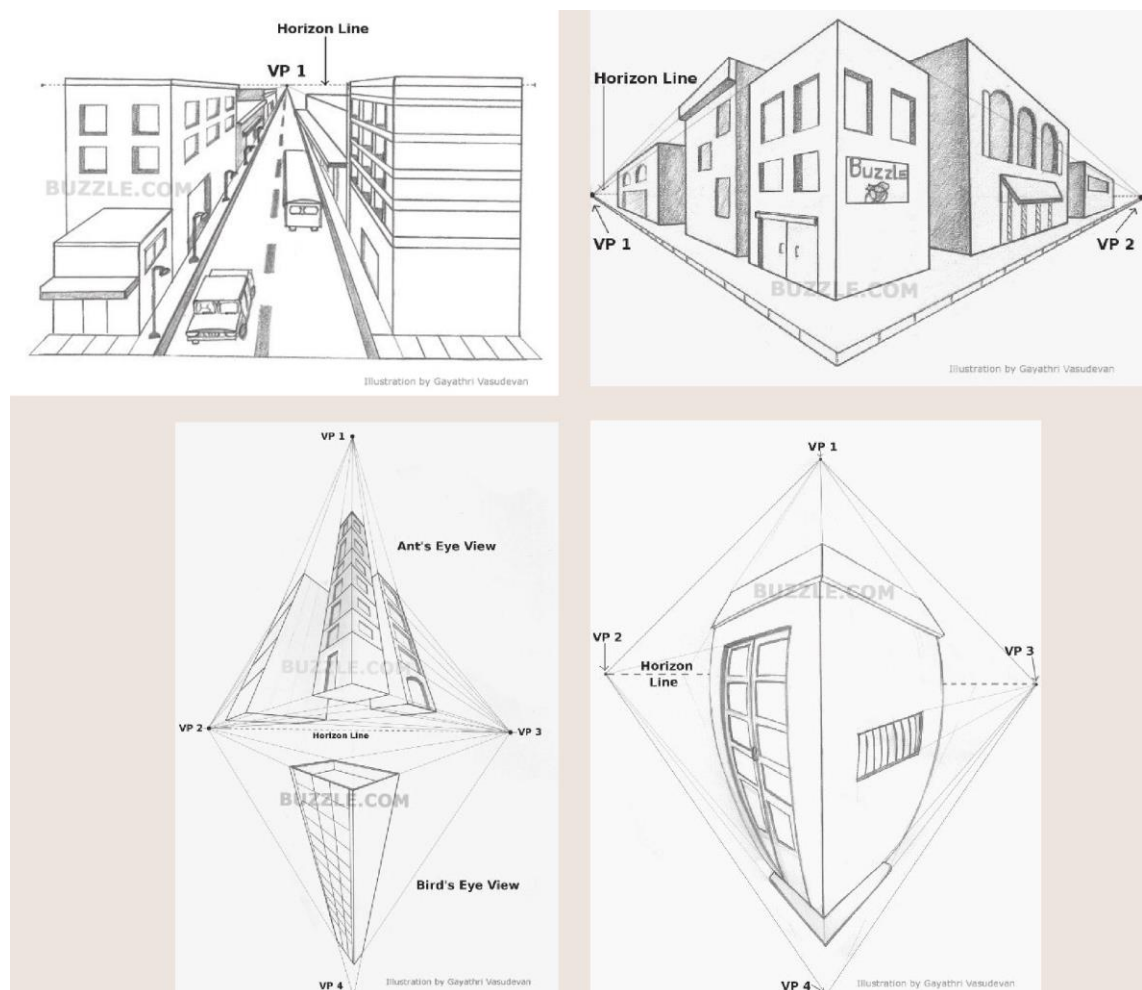 Horizon Line
VP 1
BUZZLE.COM
Illustration by Gayathri Vasudevan
Horizon Line
Buzzle
VP 1
VP 2
BUZZLE.COM
Illustration by Gayathri Vasudevan
VP 1
Ant's Eye View
BUZZLE.COM
VP 2
VP 3
Horizon Line
BUZZLE.COM
Bird's Eye View
VP 4
Illustration by Gayathri Vasudevan
VP 1
BUZZLE.COM
VP 2
VP 3
Horizon
Line
VP 4
Illustration by Gayathri Vasudevan